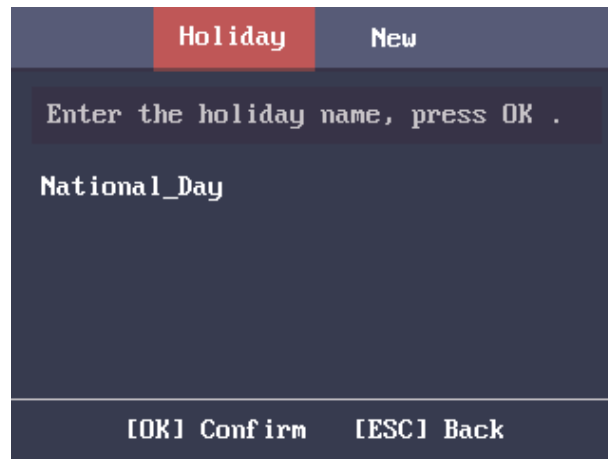 Holiday New
Enter the holiday name, press OK .
National_Day
[OK] Confirm [ESC] Back